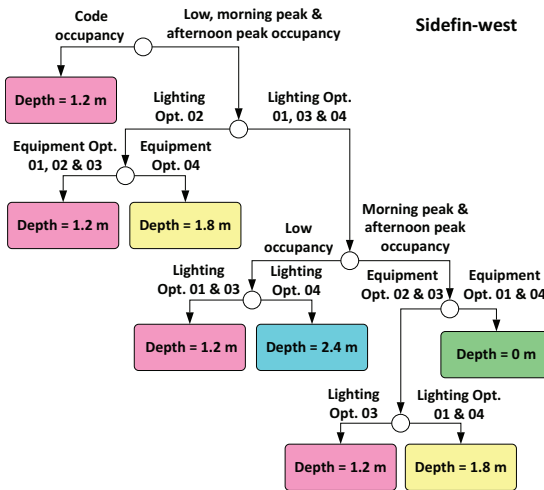 Sidefin-west
Code
occupancy
Low, morning peak &
afternoon peak occupancy
Depth = 1.2 m
Lighting
Opt. 02
Lighting Opt.
01, 03 & 04
Equipment Opt.
01, 02 & 03
Equipment
Opt. 04
Depth = 1.2 m
Depth = 1.8 m
Low
occupancy
Morning peak &
afternoon peak
occupancy
Lighting
Opt. 01 & 03
Lighting
Opt. 04
Equipment
Opt. 02 & 03
Equipment
Opt. 01 & 04
Depth = 1.2 m
Depth = 2.4 m
Depth = 0 m
Lighting
Opt. 03
Lighting Opt.
01 & 04
Depth = 1.2 m
Depth = 1.8 m